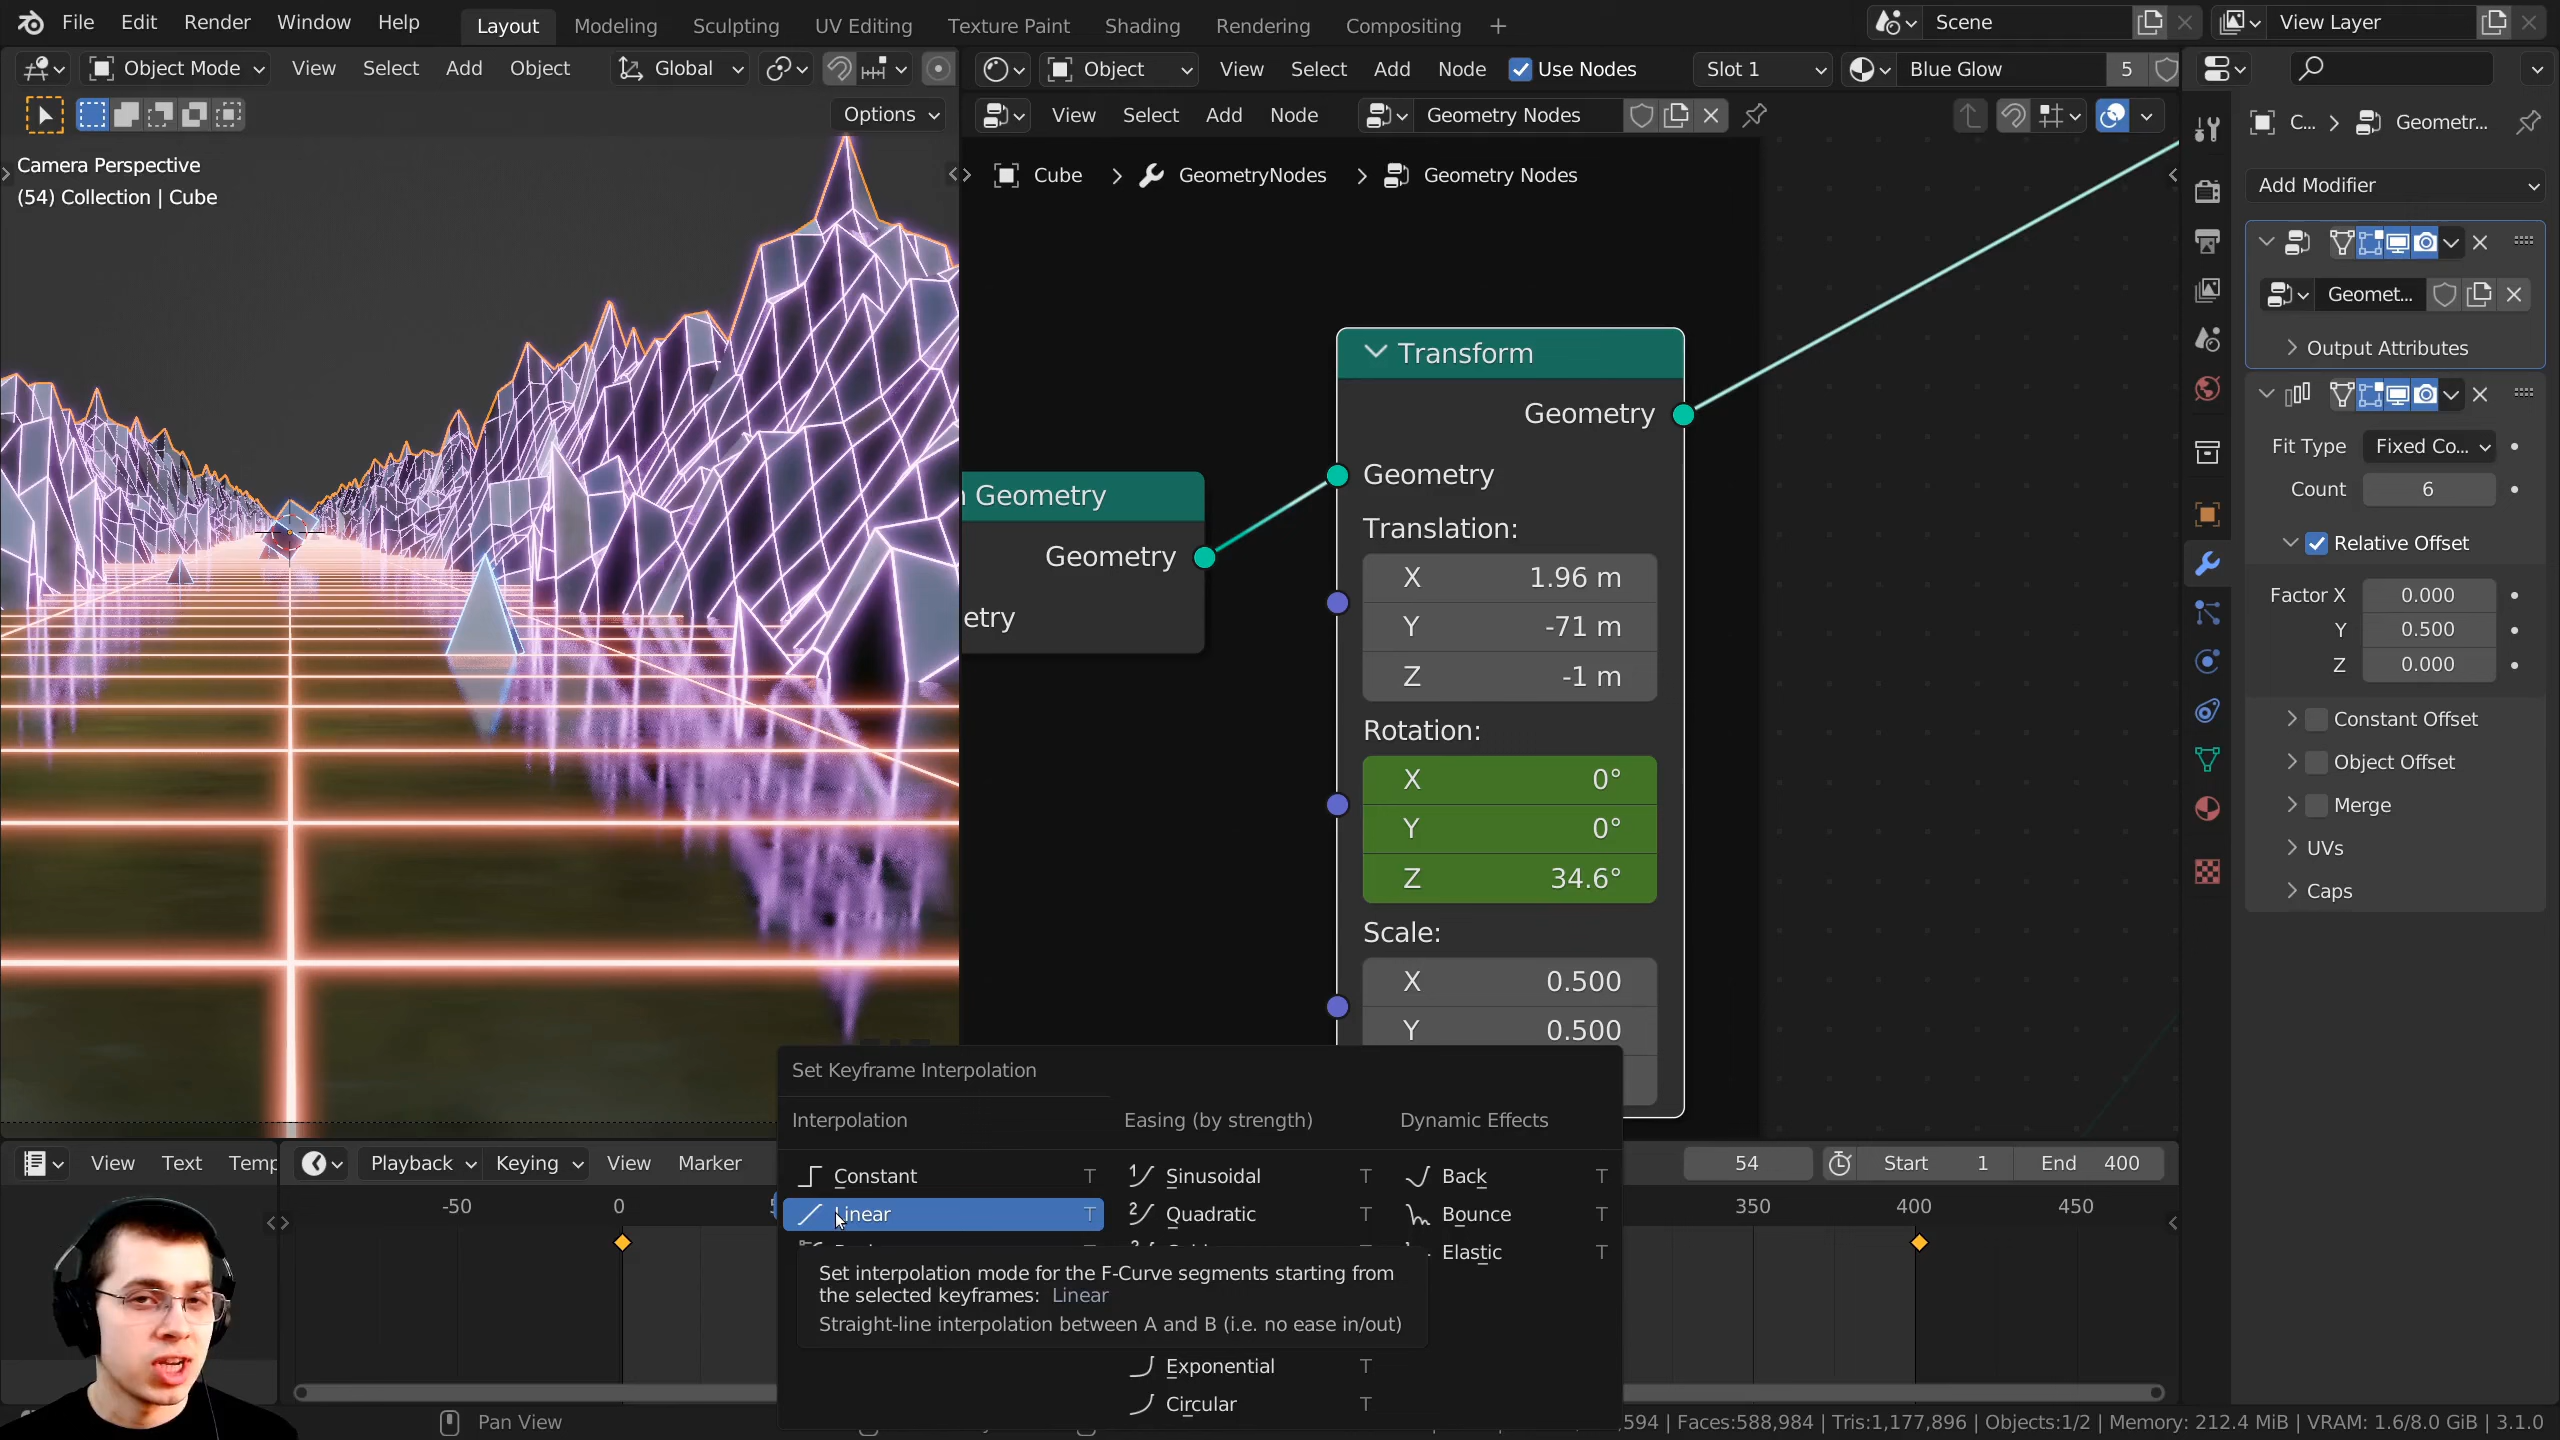 File Edit Render Window Help Layout Modeling Sculpting UV Editing Texture Paint Shading Rendering Compositing + Scene View Layer
Object Mode View Select Add Object Global Object View Select Add Node Use Nodes Slot 1 Blue Glow 5
Options View Select Add Node Geometry Nodes
Camera Perspective
(54) Collection | Cube
Cube > GeometryNodes > Geometry Nodes
C... > Geometr...
Add Modifier
Geomet...
Output Attributes
Fit Type Fixed Co...
Count 6
Relative Offset
Factor X 0.000
Y 0.500
Z 0.000
Constant Offset
Object Offset
Merge
UVs
Caps
Geometry
Geometry
etry
Transform
Geometry
Geometry
Translation:
X 1.96 m
Y -71 m
Z -1 m
Rotation:
X 0°
Y 0°
Z 34.6°
Scale:
X 0.500
Y 0.500
Set Keyframe Interpolation
Interpolation Easing (by strength) Dynamic Effects
Constant T Sinusoidal T Back T
Linear T Quadratic T Bounce T
Elastic T
Set interpolation mode for the F-Curve segments starting from
the selected keyframes: Linear
Straight-line interpolation between A and B (i.e. no ease in/out)
Exponential T
Circular T
View Text Temp Playback Keying View Marker 54 Start 1 End 400
-50 0 350 400 450
Pan View
,594 | Faces:588,984 | Tris:1,177,896 | Objects:1/2 | Memory: 212.4 MiB | VRAM: 1.6/8.0 GiB | 3.1.0